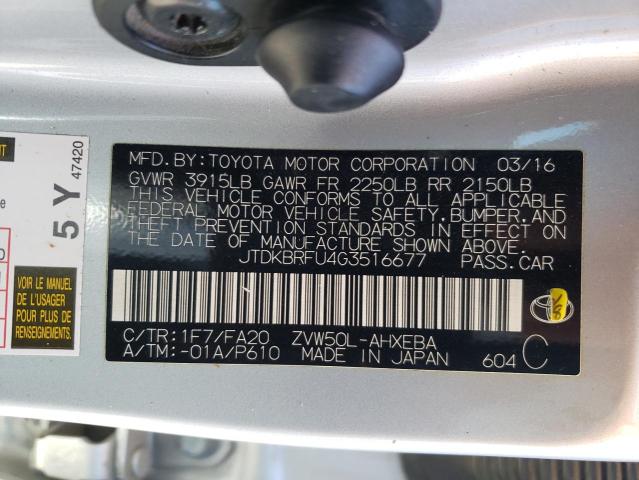 MFD. BY: TOYOTA MOTOR CORPORATION 03/16
GVWR 3915LB GAWR FR 2250LB RR 2150LB
THIS VEHICLE CONFORMS TO ALL APPLICABLE
FEDERAL MOTOR VEHICLE SAFETY, BUMPER, AND
THEFT PREVENTION STANDARDS IN EFFECT ON
THE DATE OF MANUFACTURE SHOWN ABOVE.
JTDKBRFU4G3516677 PASS. CAR
C/TR: 1F7/FA20 ZVW50L-AHXEBA
A/TM: -01A/P610 MADE IN JAPAN 604 C
5 Y
47420
VOIR LE MANUEL
DE L'USAGER
POUR PLUS DE
RENSEIGNEMENTS